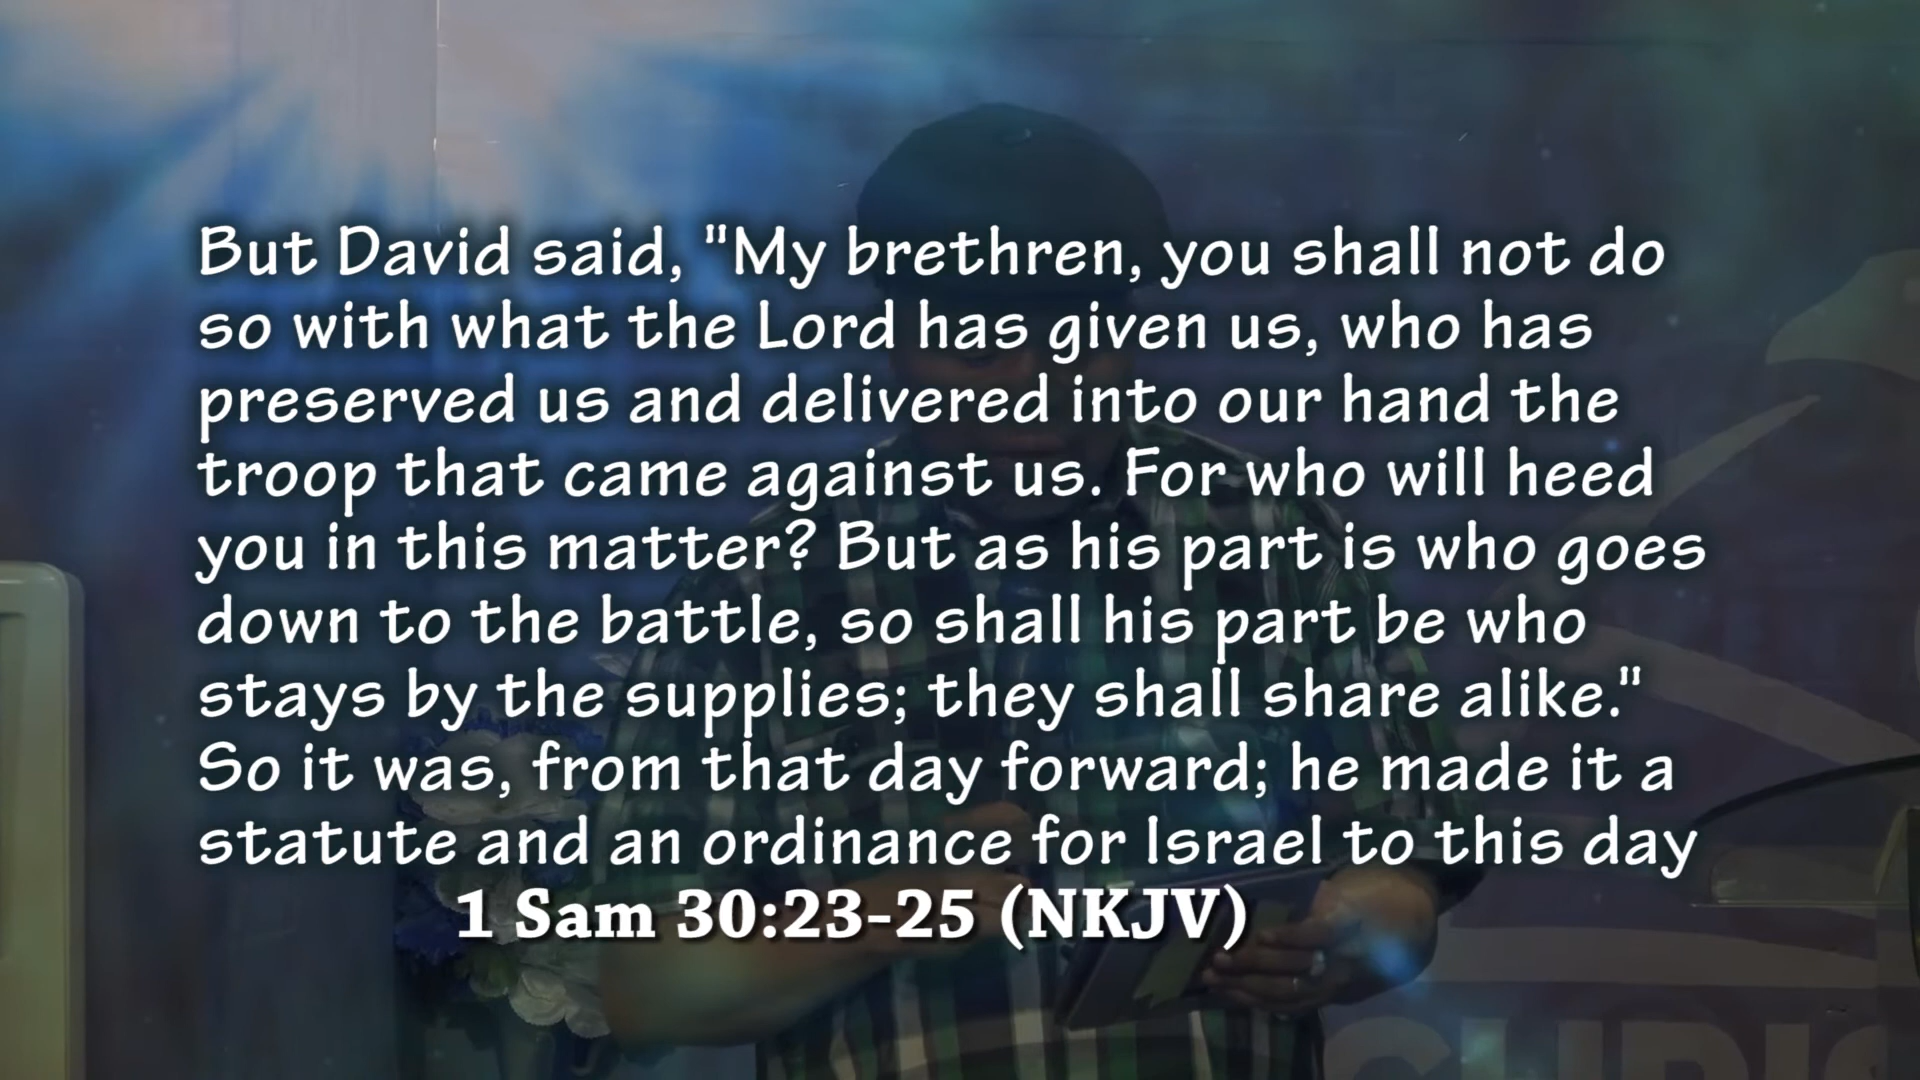 But David said, "My brethren, you shall not do
so with what the Lord has given us, who has
preserved us and delivered into our hand the
troop that came against us. For who will heed
you in this matter? But as his part is who goes
down to the battle, so shall his part be who
stays by the supplies; they shall share alike."
So it was, from that day forward; he made it a
statute and an ordinance for Israel to this day
1 Sam 30:23-25 (NKJV)